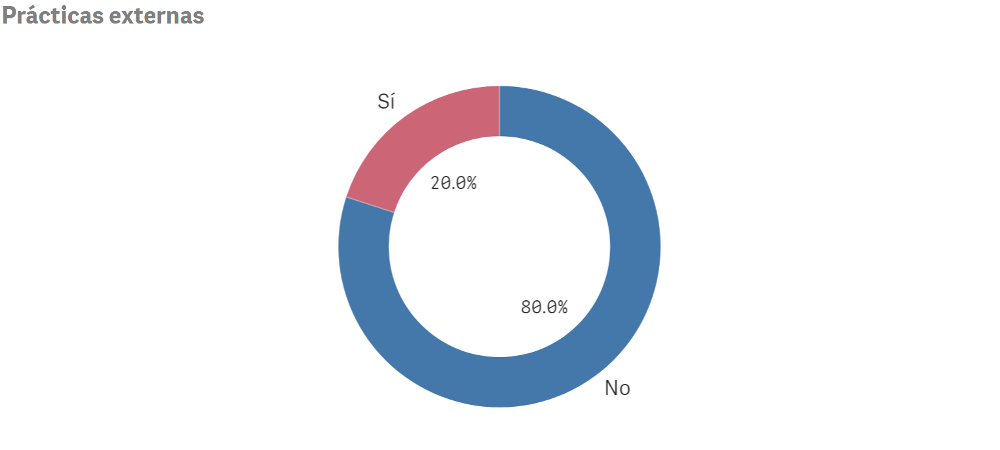 Prácticas externas
Sí
20.0%
80.0%
No